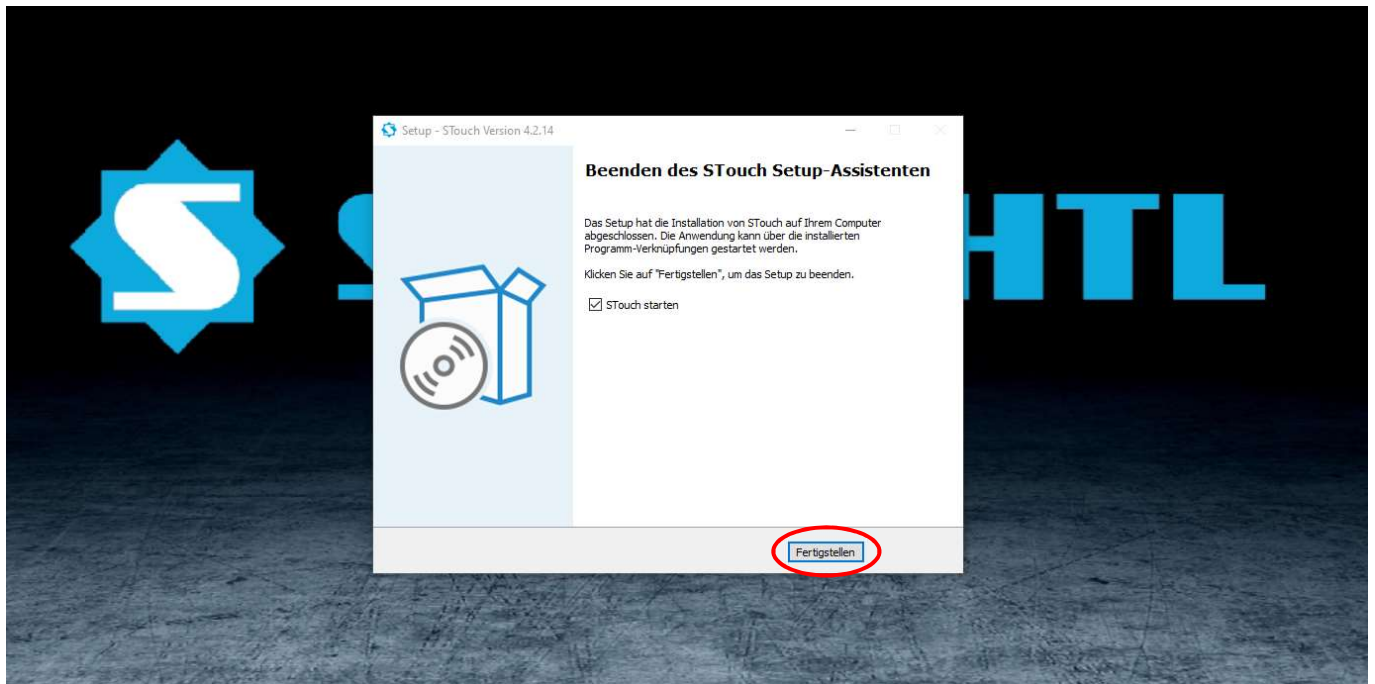 Setup - STouch Version 4.2.14
Beenden des STouch Setup-Assistenten
Das Setup hat die Installation von STouch auf Ihrem Computer
abgeschlossen. Die Anwendung kann über die installierten
Programm-Verknüpfungen gestartet werden.
Klicken Sie auf "Fertigstellen", um das Setup zu beenden.
STouch starten
HTL
Fertigstellen